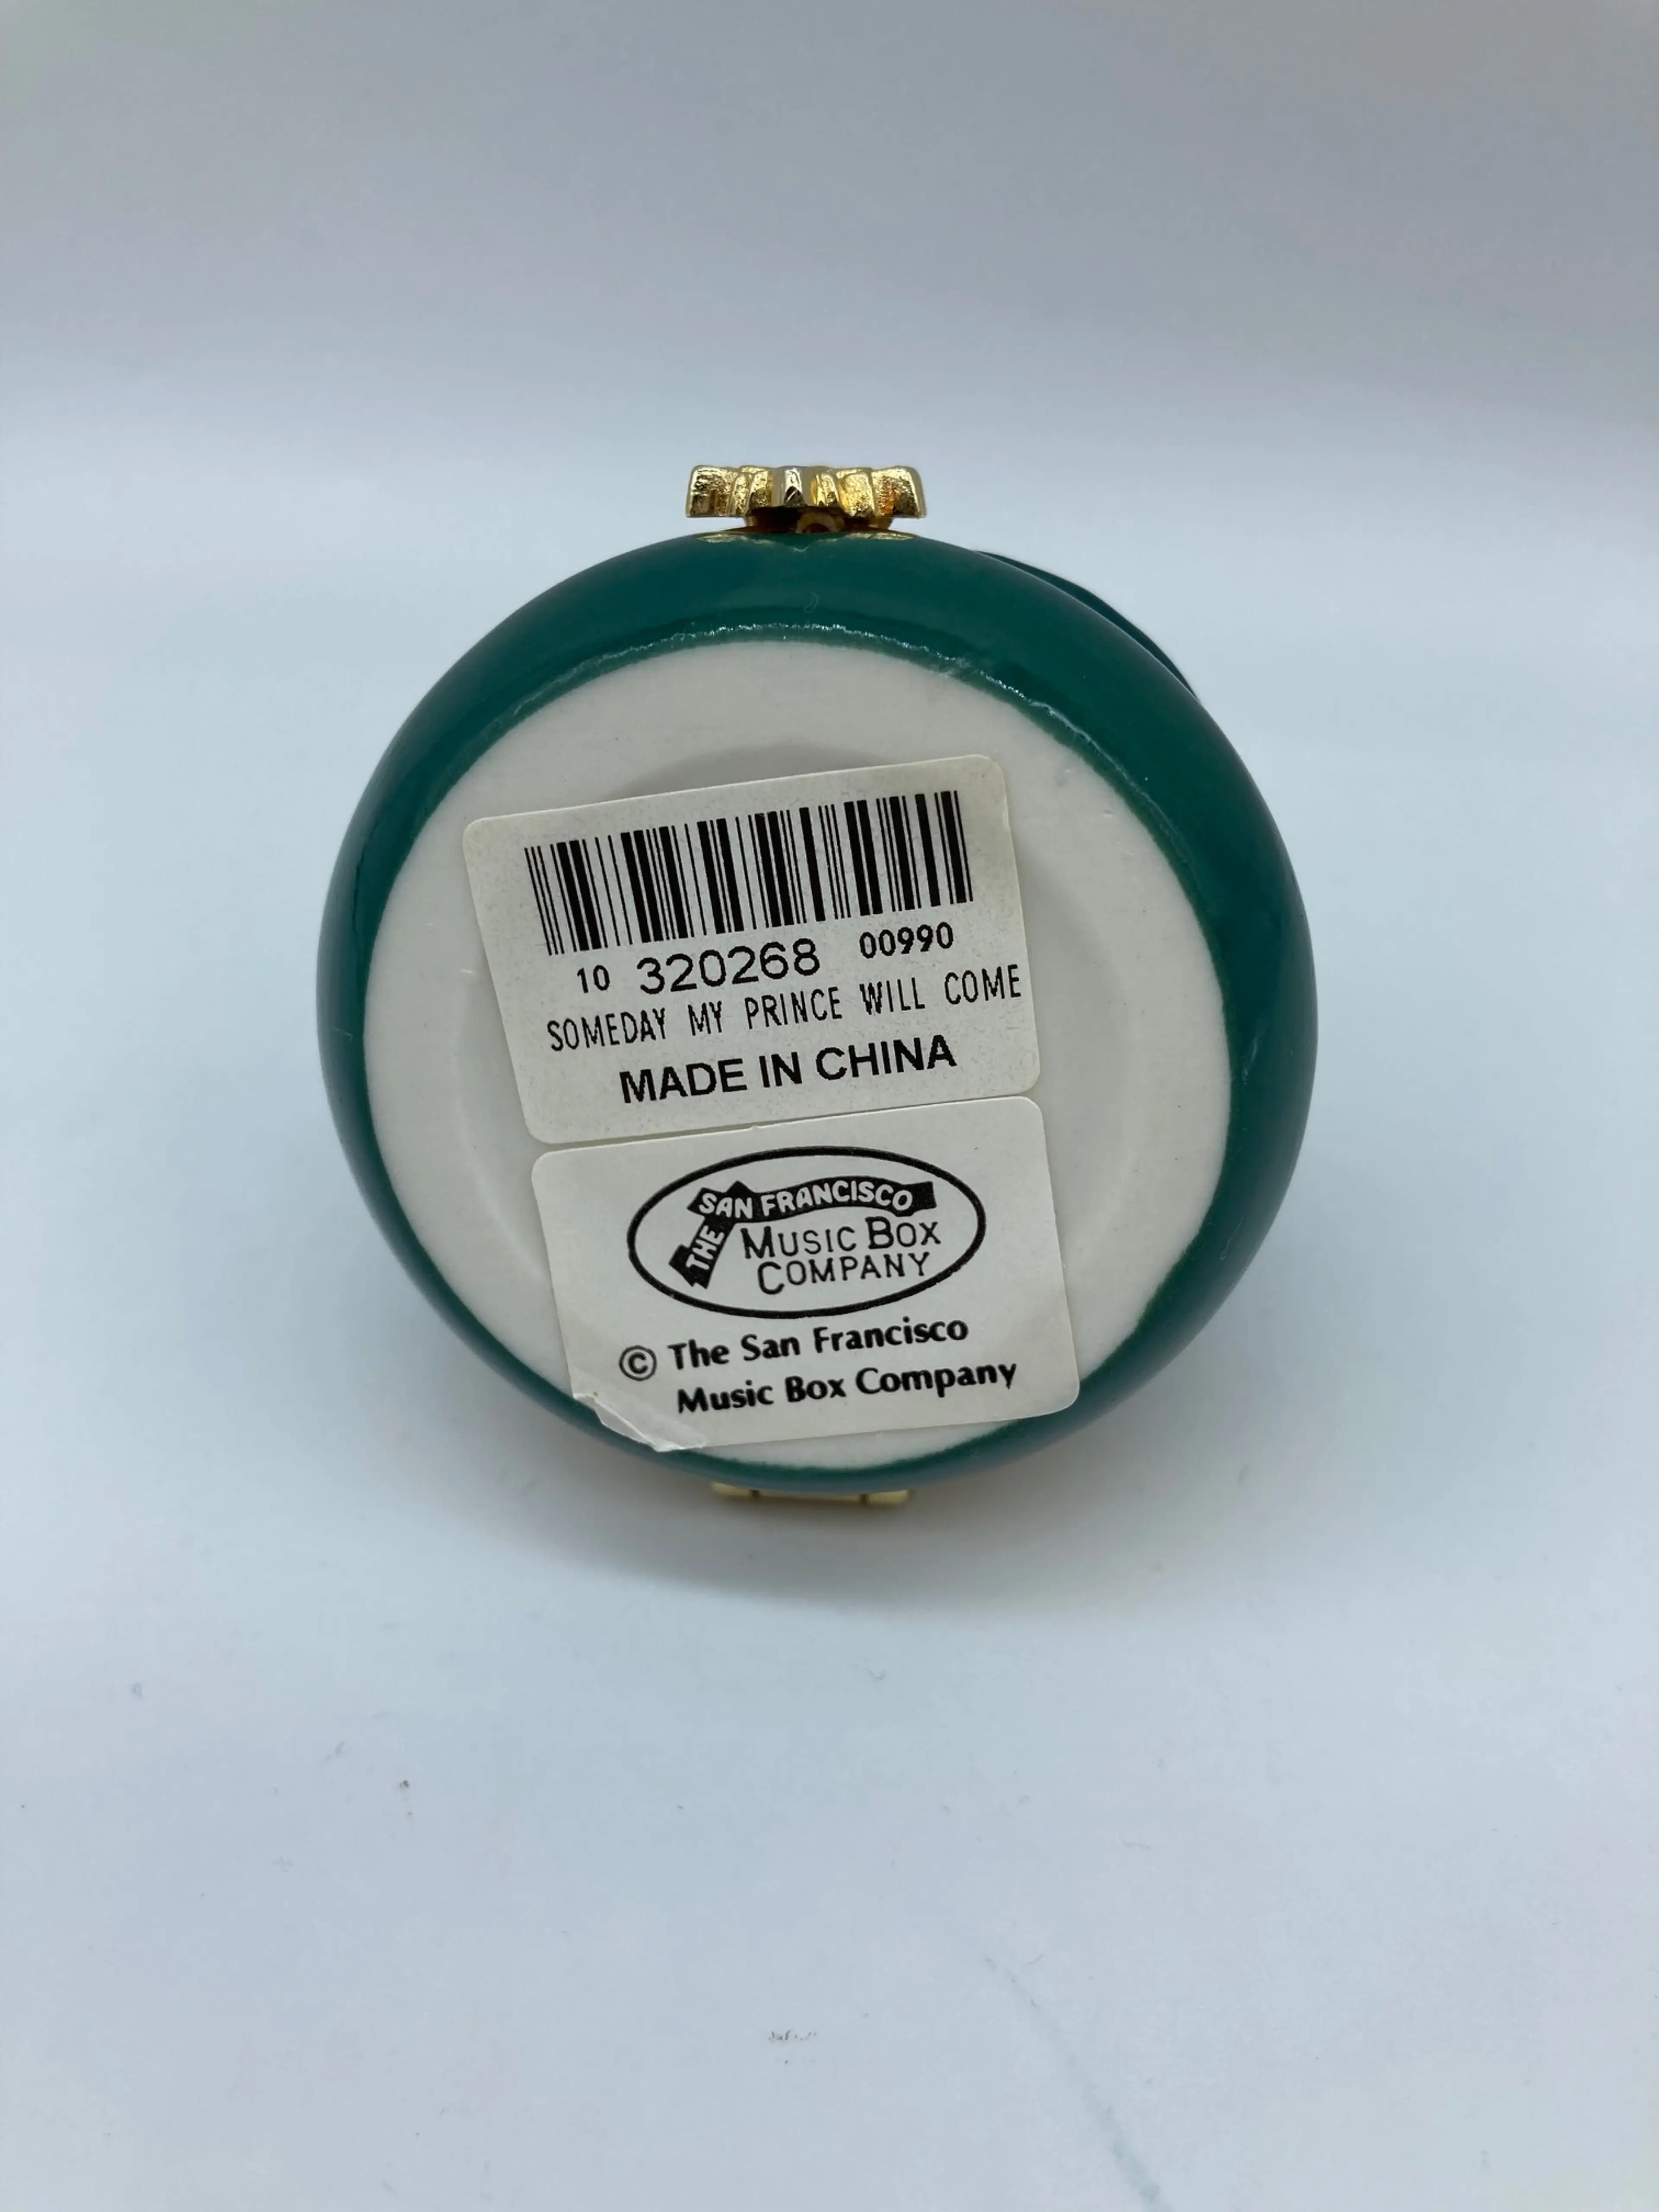 10 320268 00990
SOMEDAY MY PRINCE WILL COME
MADE IN CHINA
THE SAN FRANCISCO
MUSIC BOX
COMPANY
© The San Francisco
Music Box Company